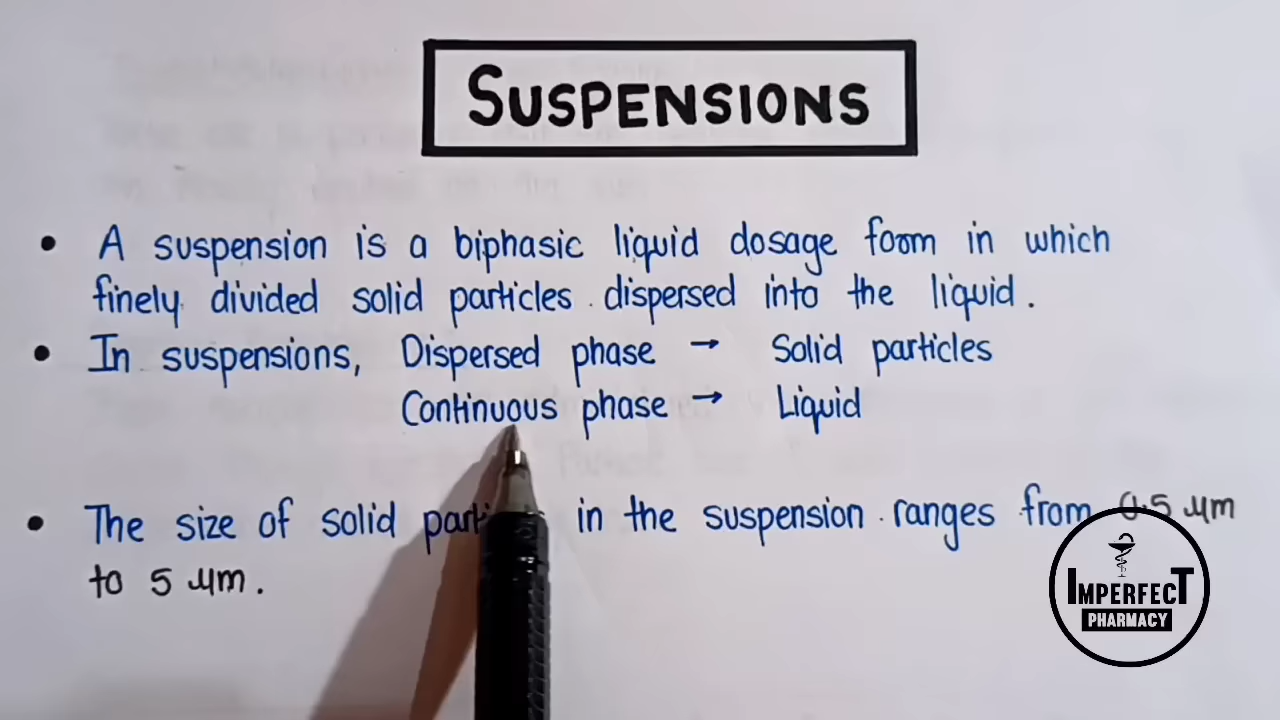 SUSPENSIONS
• A suspension is a biphasic liquid dosage form in which
finely divided solid particles dispersed into the liquid.
• In suspensions, Dispersed phase → Solid particles
Continuous phase → Liquid
• The size of solid in the suspension ranges from 0.5 μm
to 5 μm.
IMPERFECT
PHARMACY